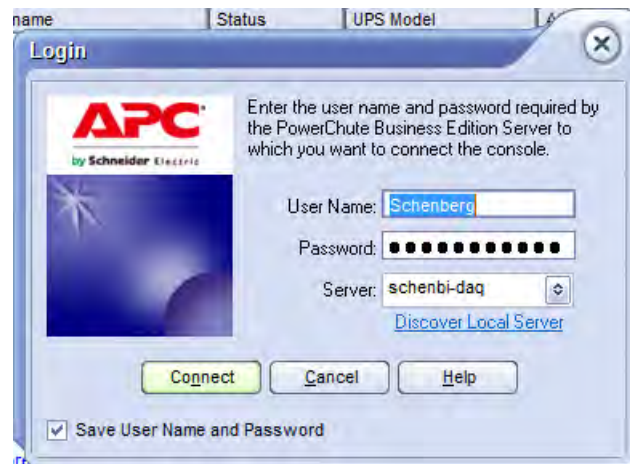 name Status UPS Model
Login
APC
by Schneider Electric
Enter the user name and password required by
the PowerChute Business Edition Server to
which you want to connect the console.
User Name: Schenberg
Password:
Server: schenbi-daq
Discover Local Server
Connect Cancel Help
Save User Name and Password